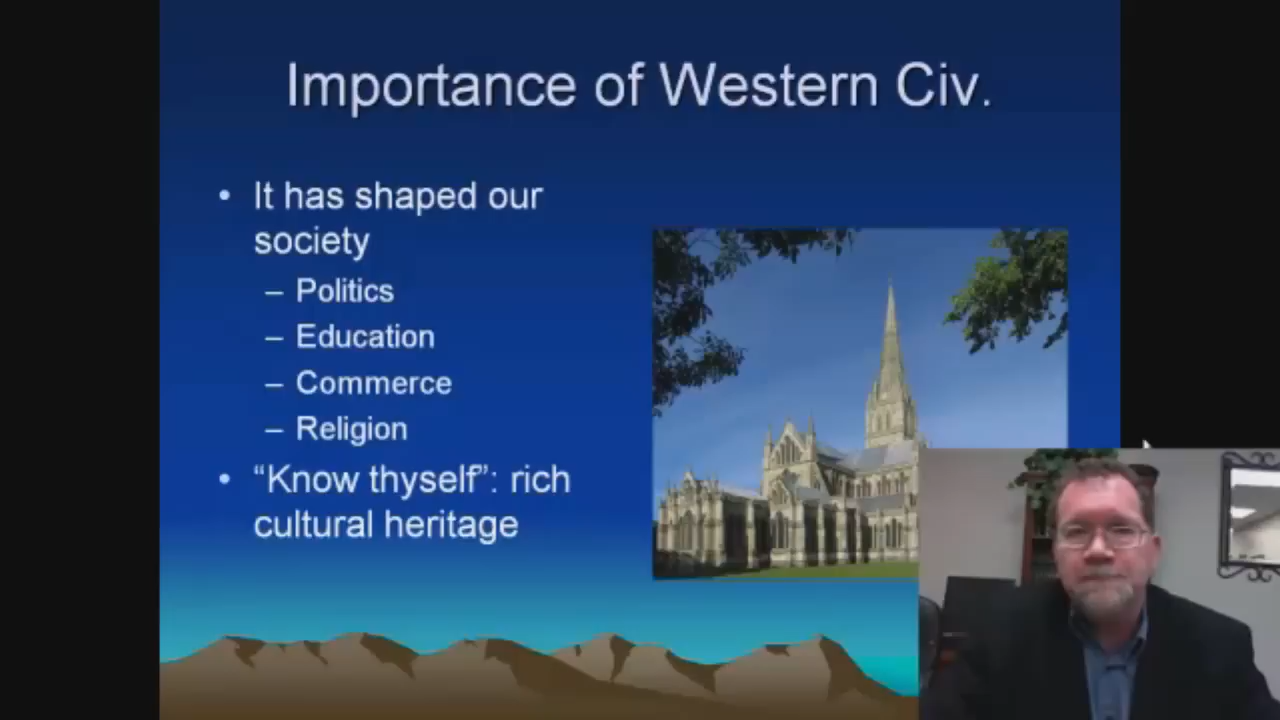 Importance of Western Civ.
• It has shaped our
society
– Politics
– Education
– Commerce
– Religion
• “Know thyself”: rich
cultural heritage